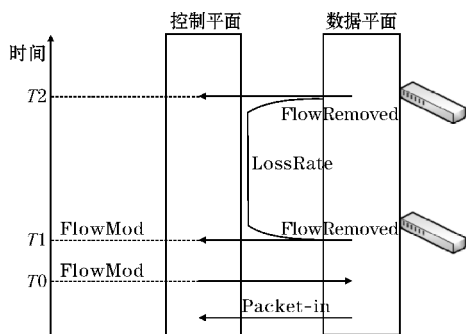 控制平面
数据平面
时间
T2
FlowRemoved
LossRate
FlowMod
FlowRemoved
T1
FlowMod
T0
Packet-in